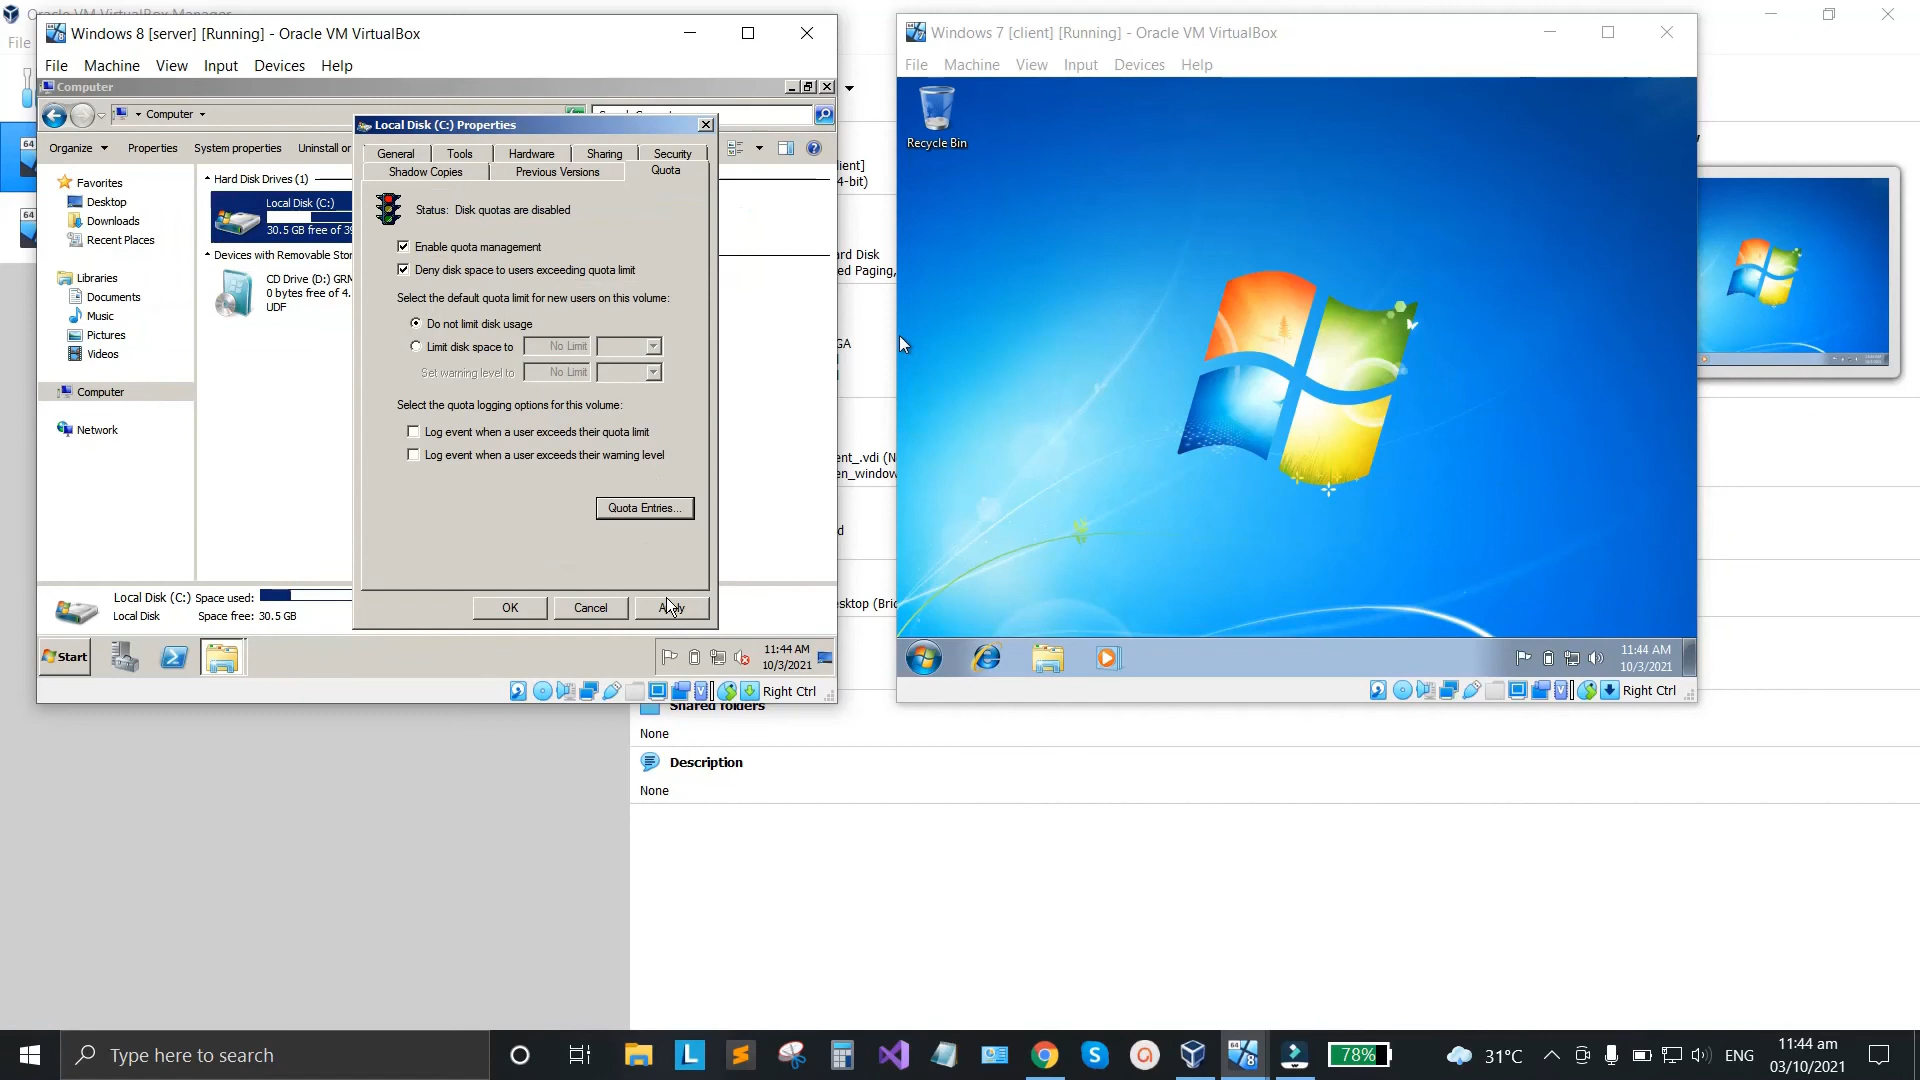 Oracle VM VirtualBox Manager
File
Windows 8 [server] [Running] - Oracle VM VirtualBox
File Machine View Input Devices Help
Computer
Computer
Organize Properties System properties Uninstall or
Favorites
Desktop
Downloads
Recent Places
Libraries
Documents
Music
Pictures
Videos
Computer
Network
Hard Disk Drives (1)
Local Disk (C:)
30.5 GB free of 39
Devices with Removable Stor
CD Drive (D:) GRM
0 bytes free of 4.
UDF
Local Disk (C:) Space used:
Local Disk Space free: 30.5 GB
Local Disk (C:) Properties
General Tools Hardware Sharing Security
Shadow Copies Previous Versions Quota
Status: Disk quotas are disabled
Enable quota management
Deny disk space to users exceeding quota limit
Select the default quota limit for new users on this volume:
Do not limit disk usage
Limit disk space to No Limit
Set warning level to No Limit
Select the quota logging options for this volume:
Log event when a user exceeds their quota limit
Log event when a user exceeds their warning level
Quota Entries...
OK Cancel Apply
Start
11:44 AM
10/3/2021
Right Ctrl
Windows 7 [client] [Running] - Oracle VM VirtualBox
File Machine View Input Devices Help
Recycle Bin
11:44 AM
10/3/2021
Right Ctrl
lient]
4-bit)
ard Disk
ed Paging,
GA
ent_.vdi (N
en_window
d
esktop (Bri
Shared folders
None
Description
None
Type here to search
78%
31°C
ENG
11:44 am
03/10/2021